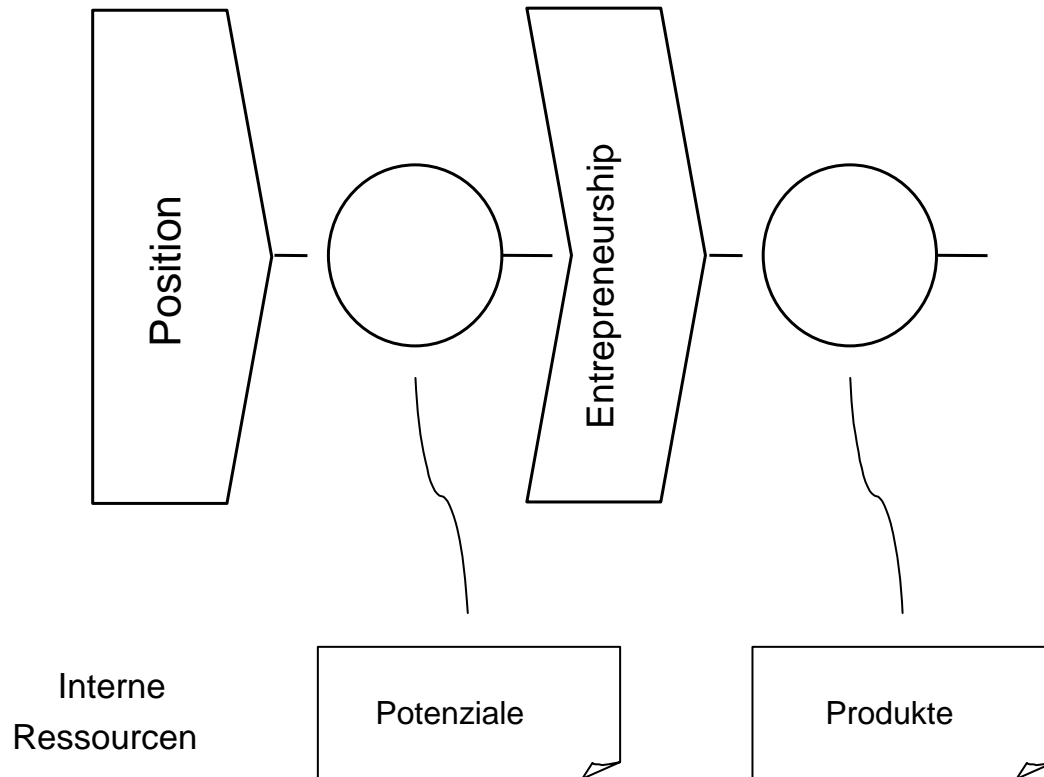 Position
Entrepreneurship
Interne
Ressourcen
Potenziale
Produkte